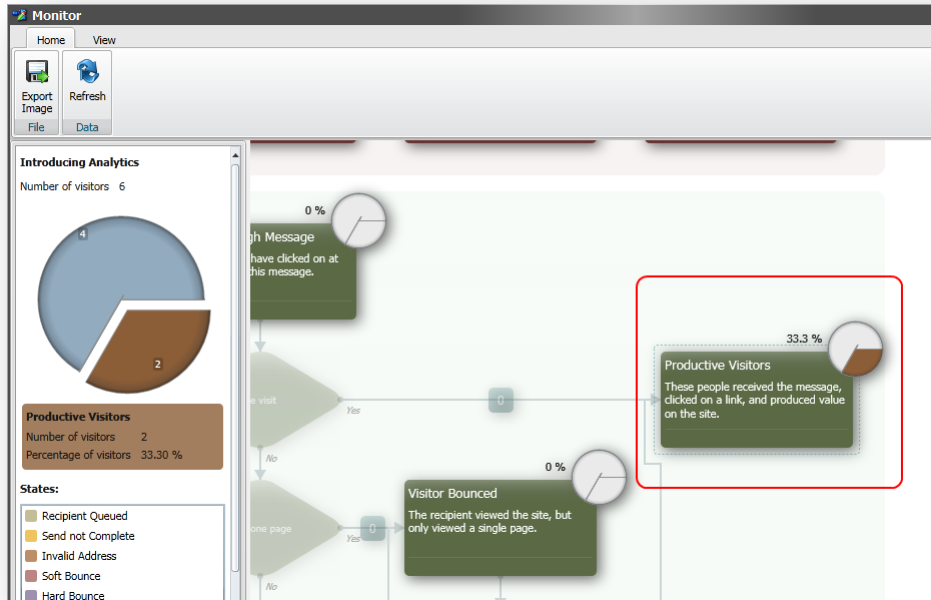 Monitor
Home View
Export
Image
Refresh
File Data
Introducing Analytics
Number of visitors 6
4
2
Productive Visitors
Number of visitors 2
Percentage of visitors 33.30 %
States:
Recipient Queued
Send not Complete
Invalid Address
Soft Bounce
Hard Bounce
0 %
gh Message
have clicked on at
this message.
e visit
Yes
0
No
33.3 %
Productive Visitors
These people received the message,
clicked on a link, and produced value
on the site.
one page
Yes
0
No
0 %
Visitor Bounced
The recipient viewed the site, but
only viewed a single page.